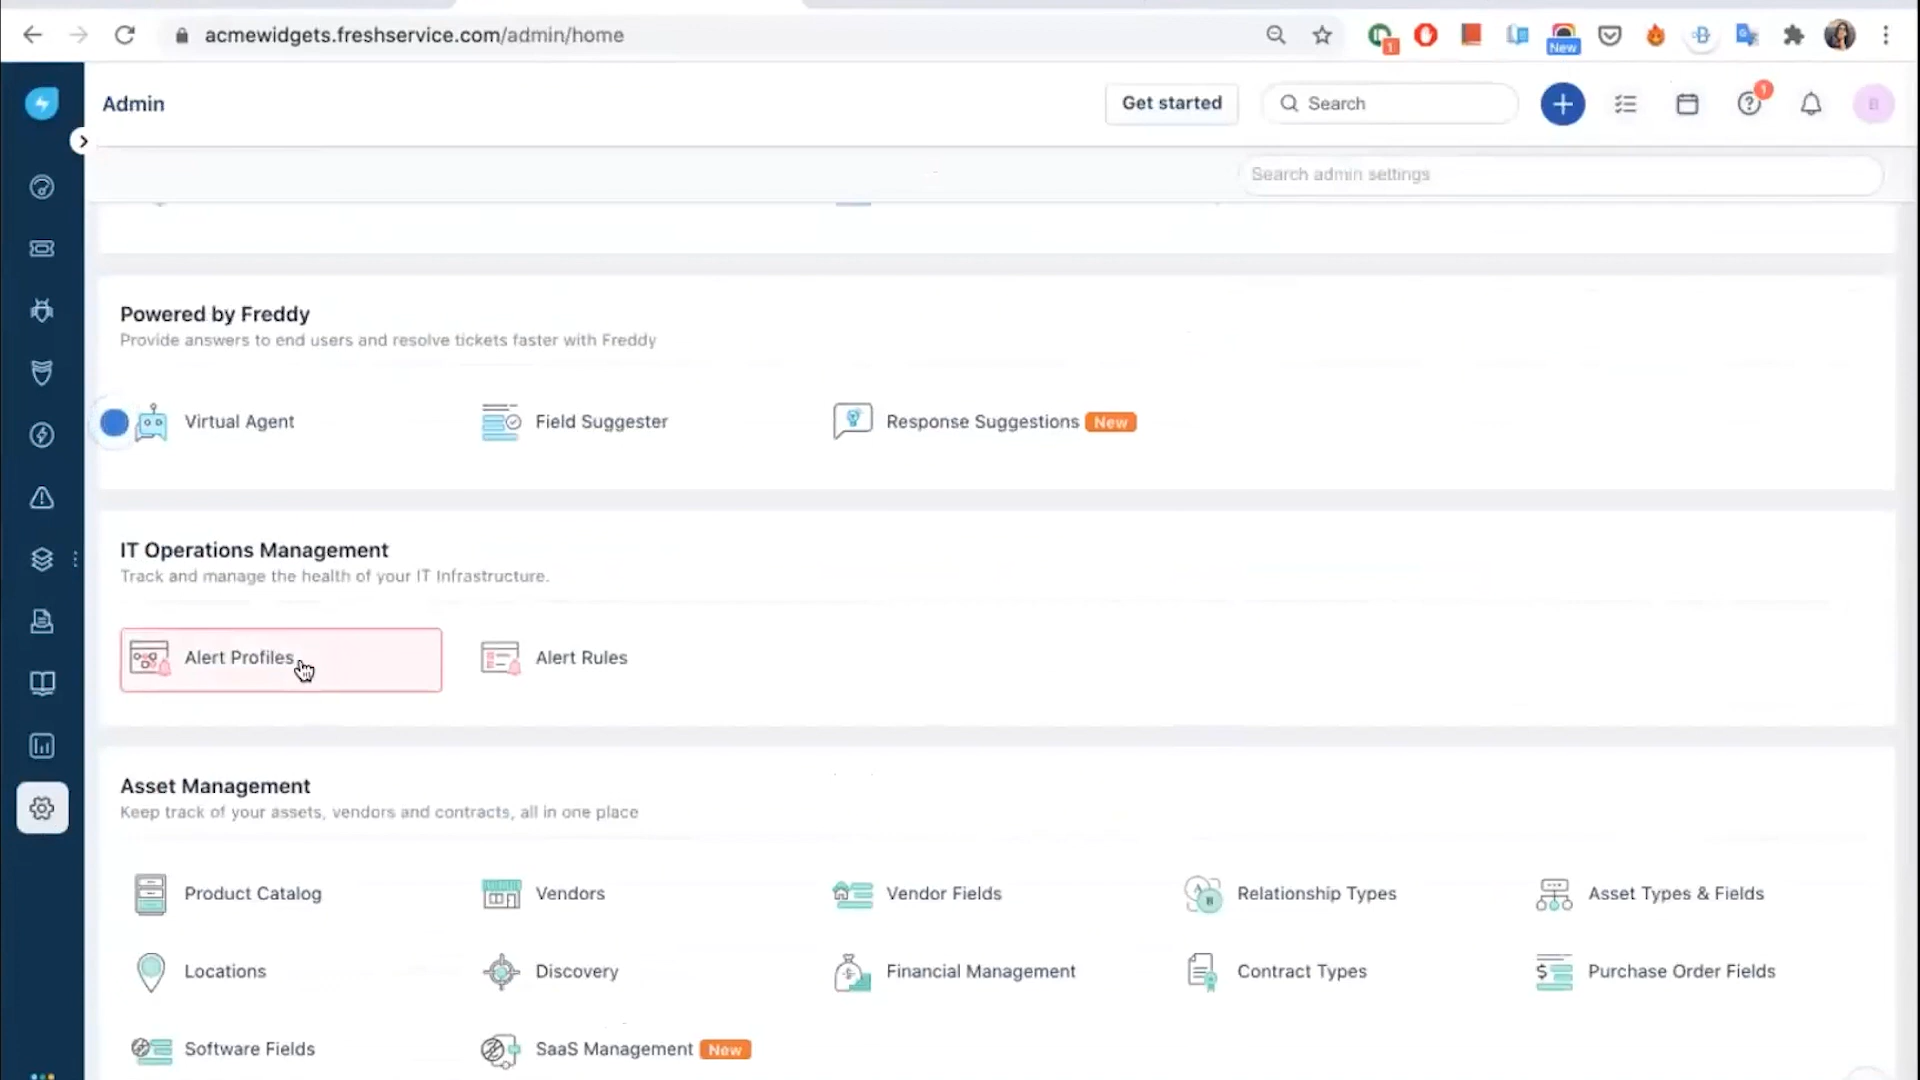 acmewidgets.freshservice.com/admin/home
1
New
Admin
Get started
Search
1
B
Search admin settings
Powered by Freddy
Provide answers to end users and resolve tickets faster with Freddy
Virtual Agent
Field Suggester
Response Suggestions New
IT Operations Management
Track and manage the health of your IT Infrastructure.
Alert Profiles
Alert Rules
Asset Management
Keep track of your assets, vendors and contracts, all in one place
Product Catalog
Vendors
Vendor Fields
Relationship Types
Asset Types & Fields
Locations
Discovery
Financial Management
Contract Types
Purchase Order Fields
Software Fields
SaaS Management New